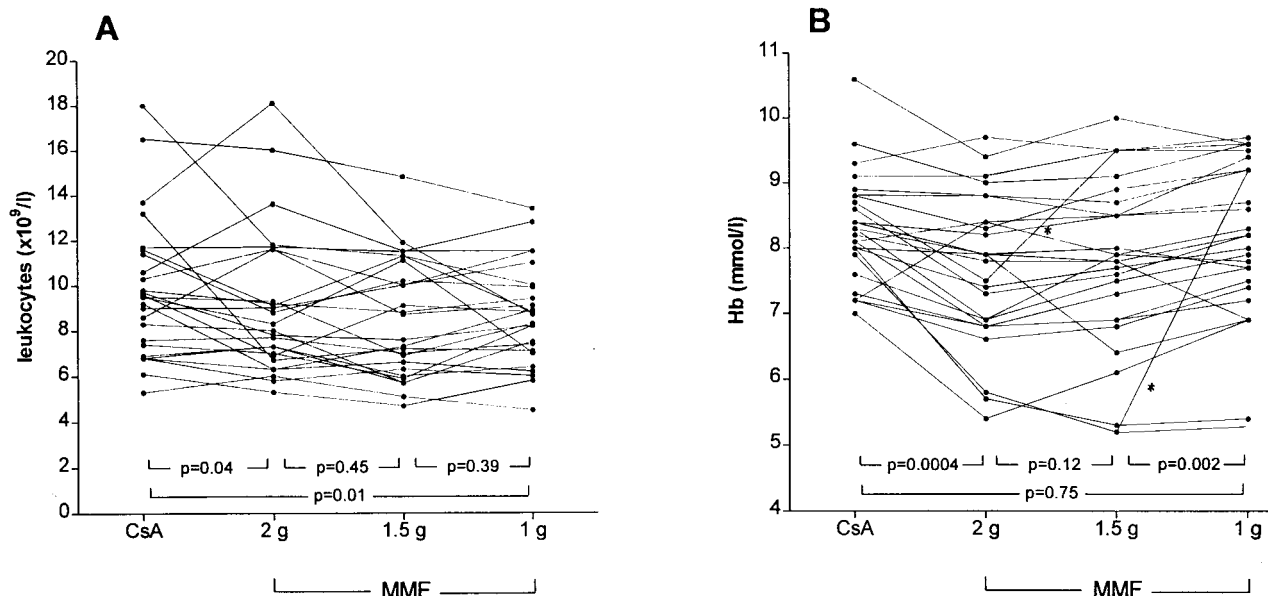 A
leukocytes (x10⁹/l)
20
18
16
14
12
10
8
6
4
2
0
p=0.04 p=0.45 p=0.39
p=0.01
CsA 2 g 1.5 g 1 g
MMF
B
Hb (mmol/l)
11
10
9
8
7
6
5
4
*
*
p=0.0004 p=0.12 p=0.002
p=0.75
CsA 2 g 1.5 g 1 g
MMF